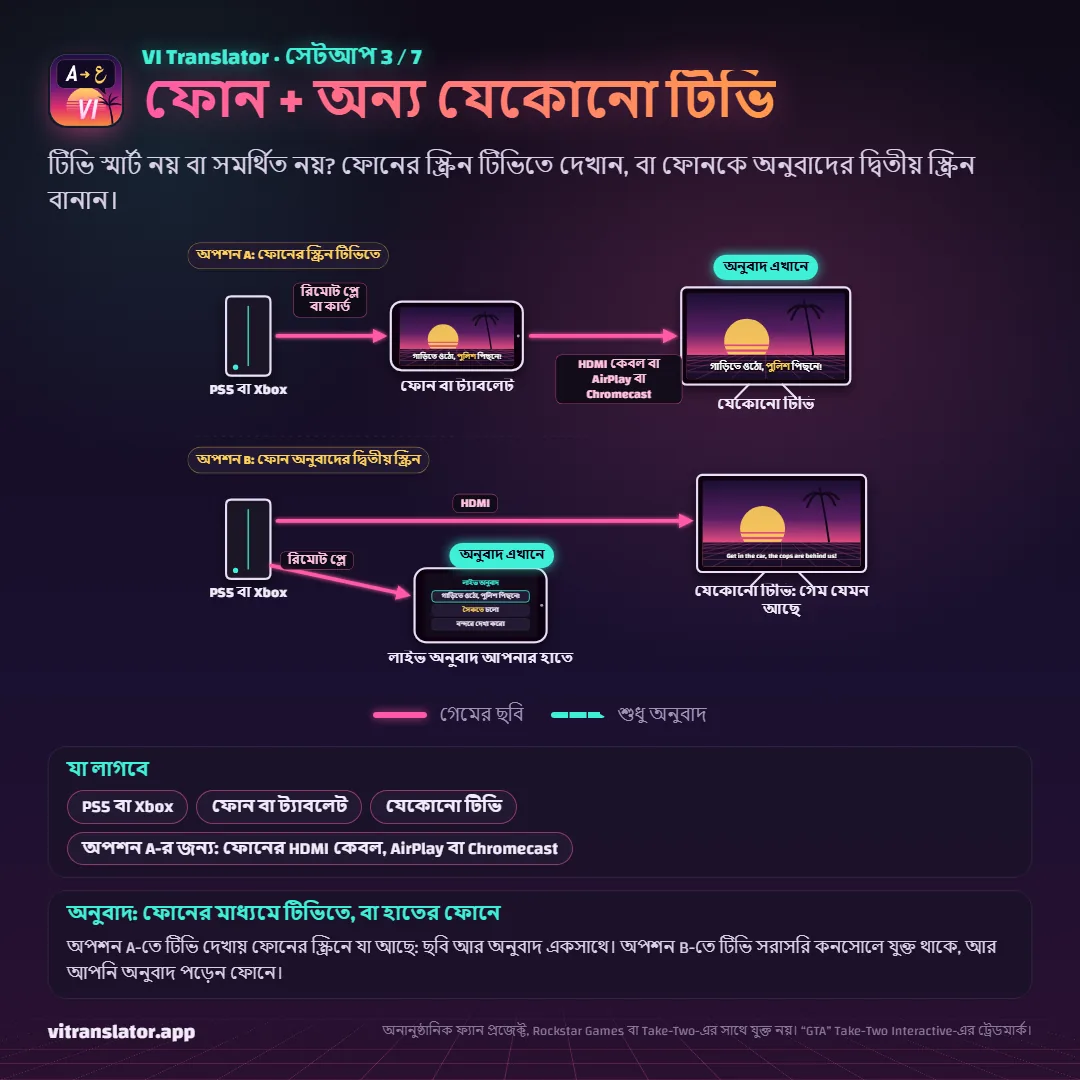 VI Translator · সেটআপ 3 / 7
A→ع
VI
ফোন + অন্য যেকোনো টিভি
টিভি স্মার্ট নয় বা সমর্থিত নয়? ফোনের স্ক্রিন টিভিতে দেখান, বা ফোনকে অনুবাদের দ্বিতীয় স্ক্রিন
বানান।
অপশন A: ফোনের স্ক্রিন টিভিতে
অনুবাদ এখানে
রিমোট প্লে
বা কার্ড
গাড়িতে ওঠো, পুলিশ পিছনে!
গাড়িতে ওঠো, পুলিশ পিছনে!
HDMI কেবল বা
AirPlay বা
Chromecast
PS5 বা Xbox
ফোন বা ট্যাবলেট
যেকোনো টিভি
অপশন B: ফোন অনুবাদের দ্বিতীয় স্ক্রিন
HDMI
রিমোট প্লে
অনুবাদ এখানে
Get in the car, the cops are behind us!
লাইভ অনুবাদ
গাড়িতে ওঠো, পুলিশ পিছনে!
সৈকতে চলো
বন্দরে দেখা করো
PS5 বা Xbox
যেকোনো টিভি: গেম যেমন
আছে
লাইভ অনুবাদ আপনার হাতে
গেমের ছবি
শুধু অনুবাদ
যা লাগবে
PS5 বা Xbox
ফোন বা ট্যাবলেট
যেকোনো টিভি
অপশন A-র জন্য: ফোনের HDMI কেবল, AirPlay বা Chromecast
অনুবাদ: ফোনের মাধ্যমে টিভিতে, বা হাতের ফোনে
অপশন A-তে টিভি দেখায় ফোনের স্ক্রিনে যা আছে: ছবি আর অনুবাদ একসাথে। অপশন B-তে টিভি সরাসরি কনসোলে যুক্ত থাকে, আর
আপনি অনুবাদ পড়েন ফোনে।
vitranslator.app
অনানুষ্ঠানিক ফ্যান প্রজেক্ট, Rockstar Games বা Take-Two-এর সাথে যুক্ত নয়। “GTA” Take-Two Interactive-এর ট্রেডমার্ক।